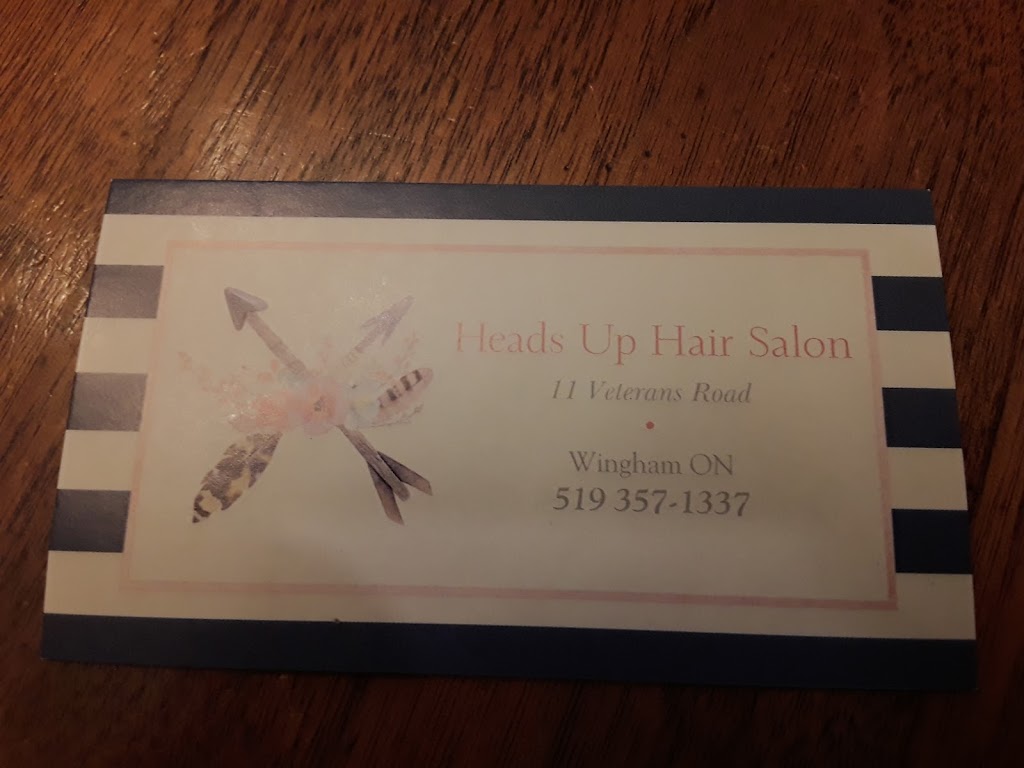 Heads Up Hair Salon
11 Veterans Road
Wingham ON
519 357-1337